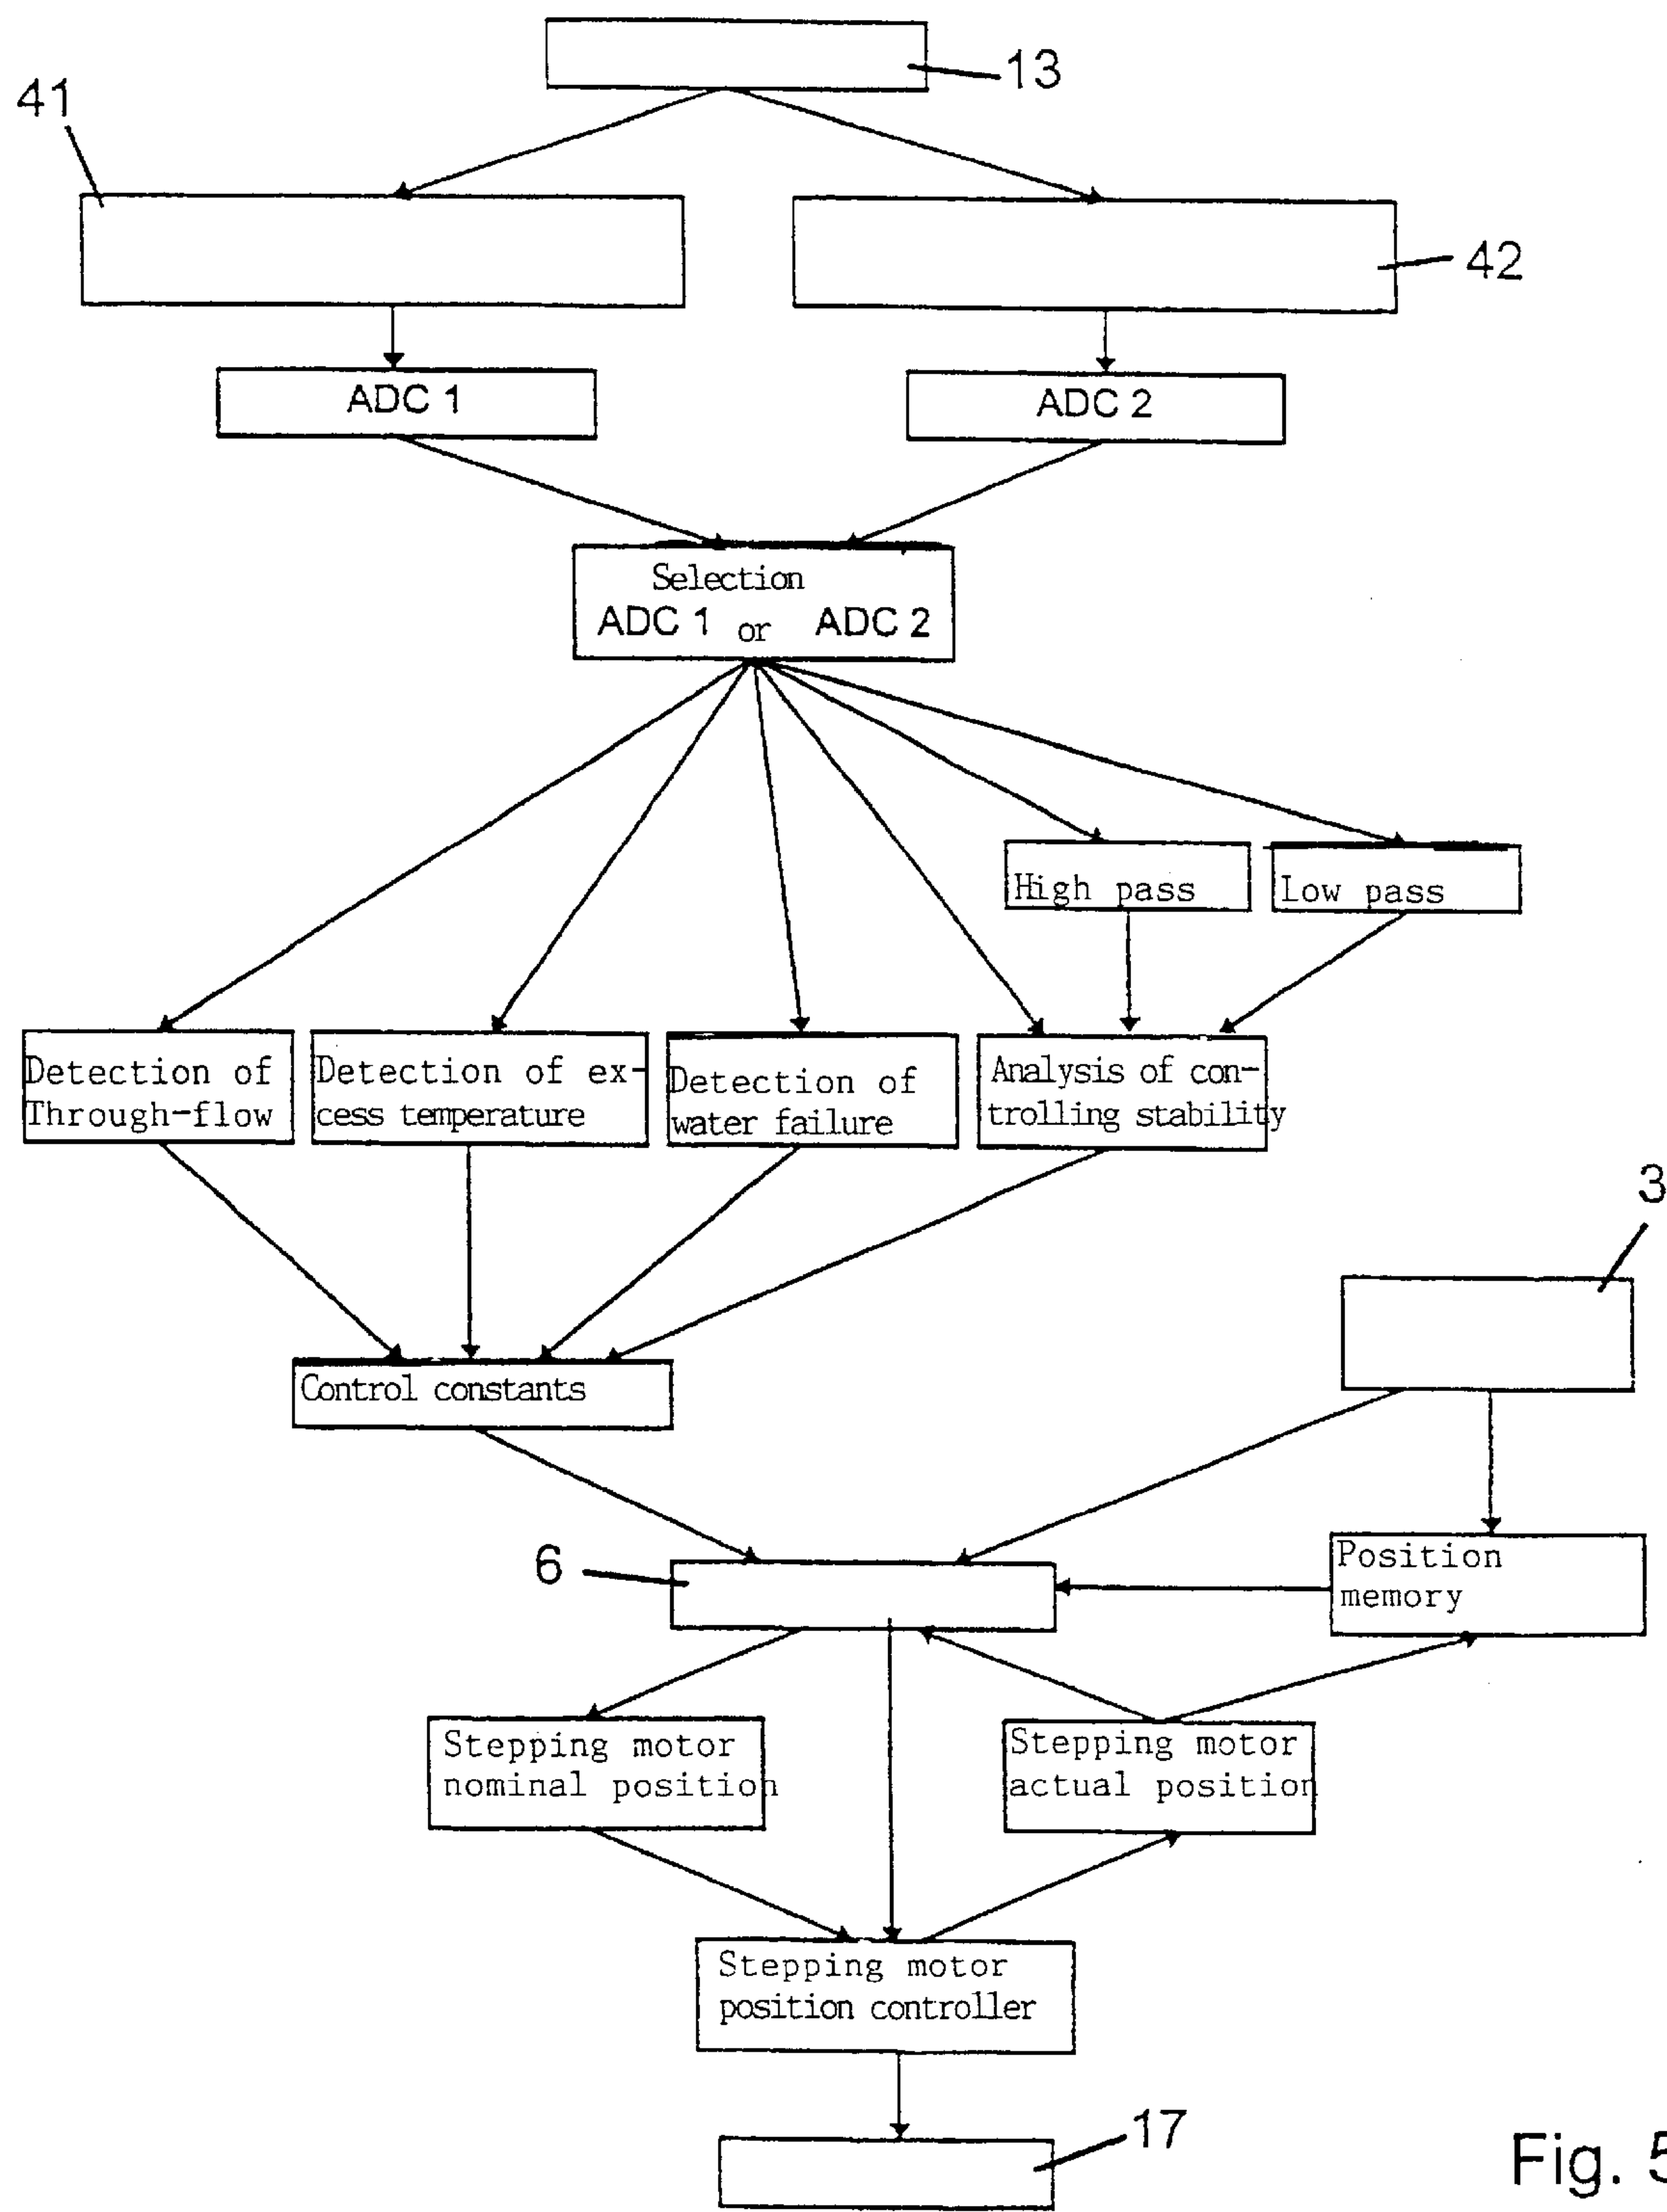 13
41
42
ADC 1
ADC 2
Selection
ADC 1 or ADC 2
High pass
Low pass
Detection of
Through-flow
Detection of ex-
cess temperature
Detection of
water failure
Analysis of con-
trolling stability
3
Control constants
6
Position
memory
Stepping motor
nominal position
Stepping motor
actual position
Stepping motor
position controller
17
Fig. 5